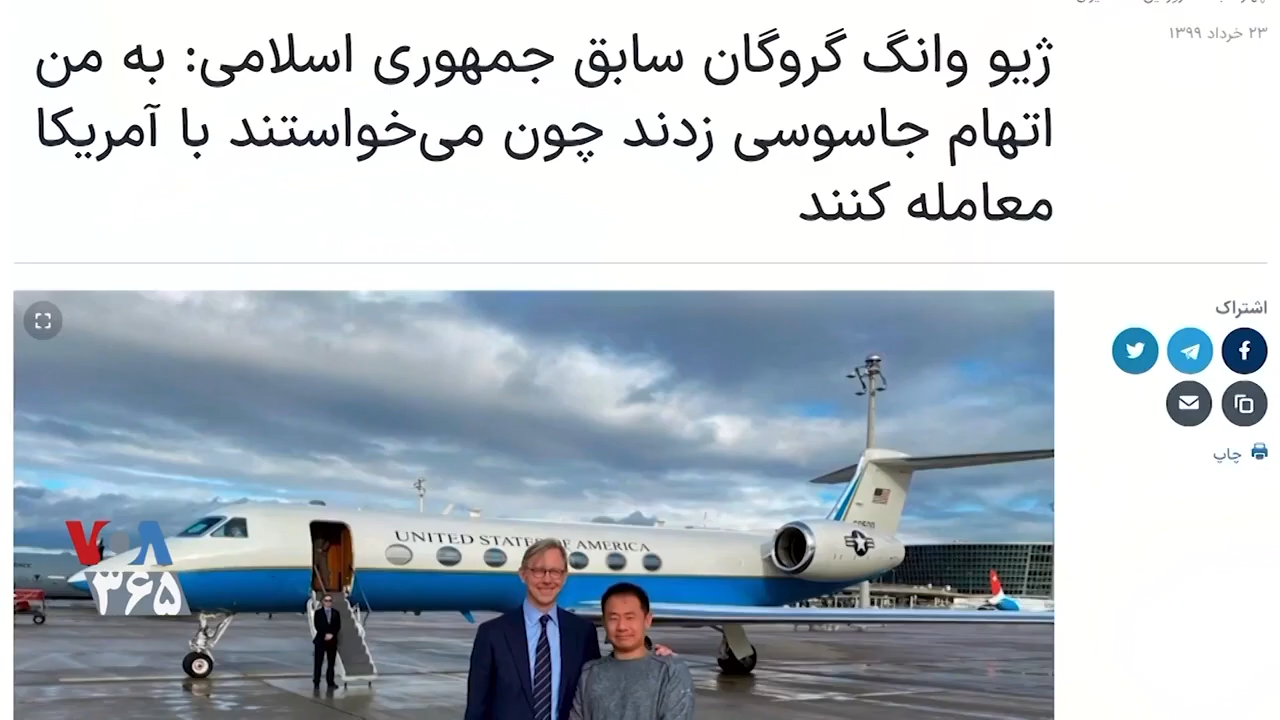 ۲۳ خرداد ۱۳۹۹
ژیو وانگ گروگان سابق جمهوری اسلامی: به من
اتهام جاسوسی زدند چون می‌خواستند با آمریکا
معامله کنند
اشتراک
چاپ
UNITED STATES OF AMERICA
VOA
۳۶۵